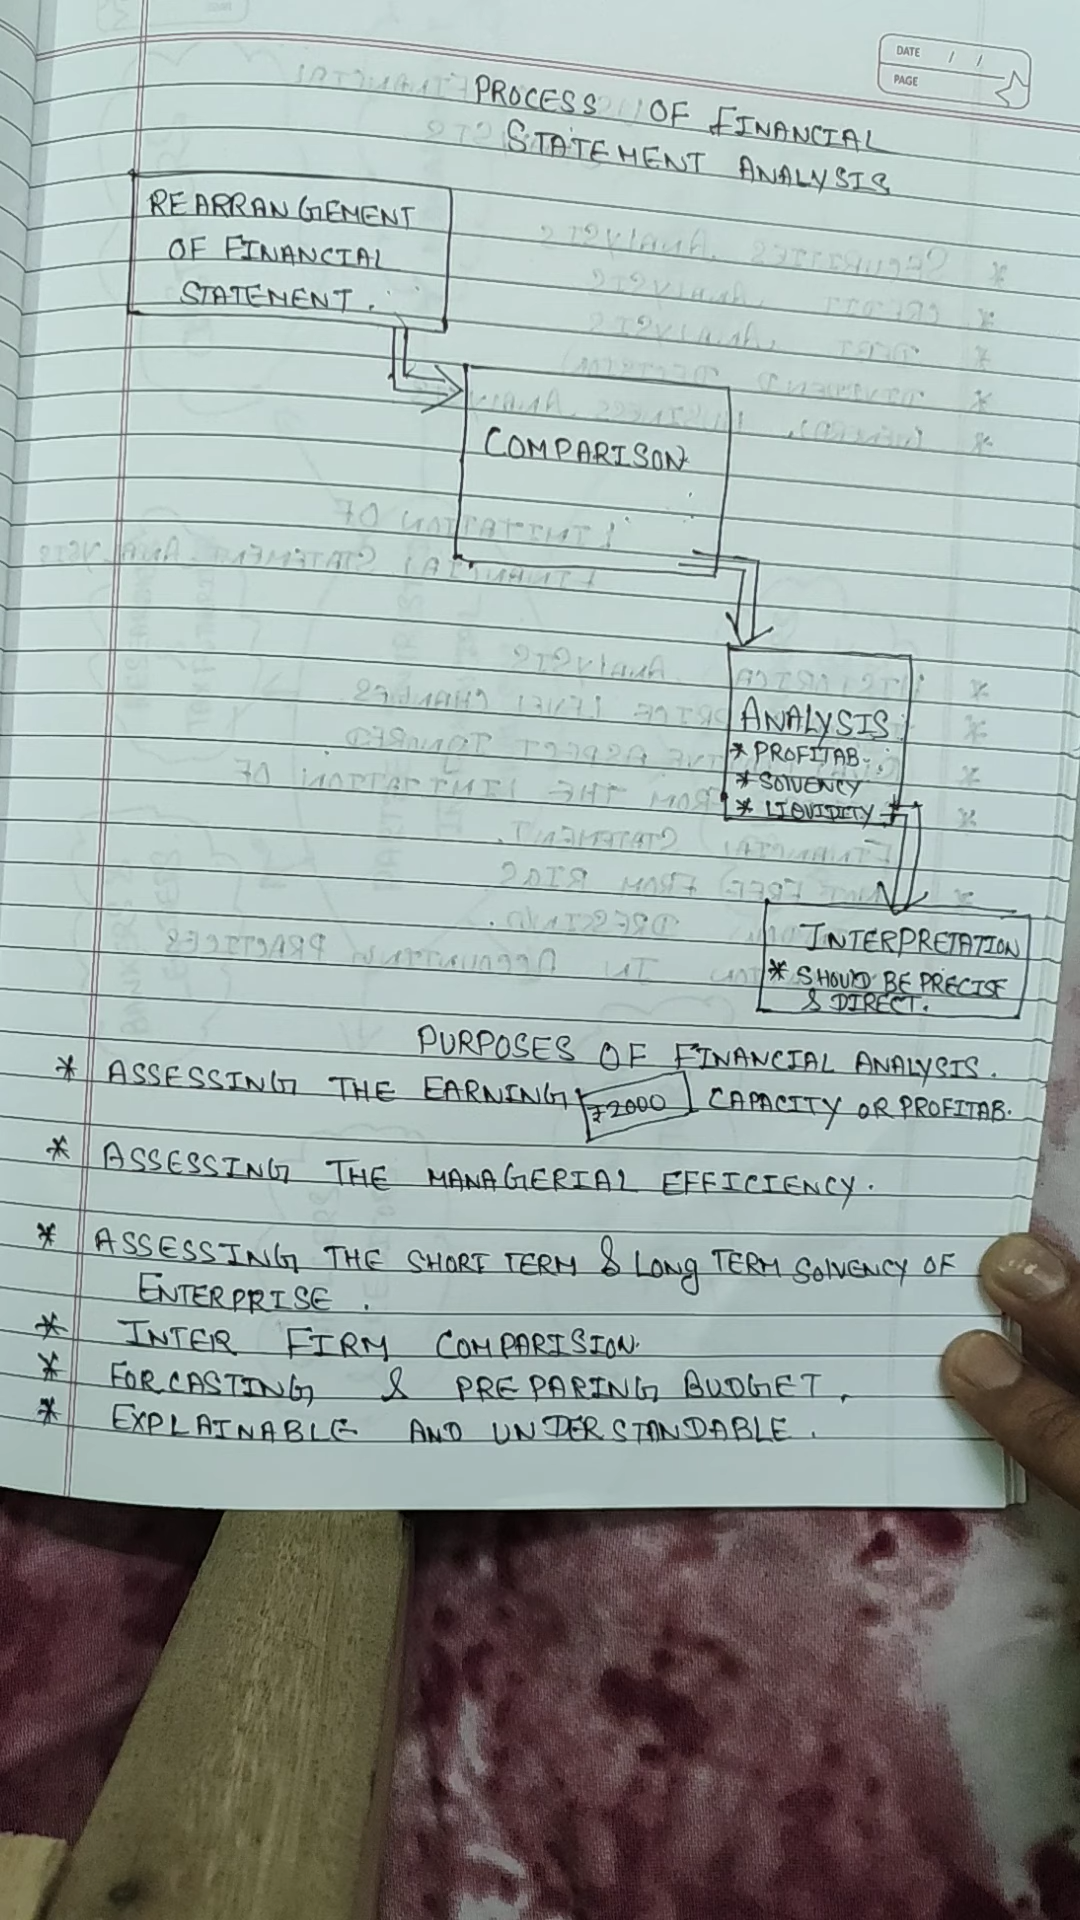 DATE / /
PAGE
PROCESS OF FINANCIAL
STATEMENT ANALYSIS
REARRANGEMENT
OF FINANCIAL
STATEMENT.
COMPARISON
ANALYSIS
* PROFITAB.
* SOLVENCY
* LIQUIDITY
INTERPRETATION
* SHOULD BE PRECISE
& DIRECT.
PURPOSES OF FINANCIAL ANALYSIS.
* ASSESSING THE EARNING ₹2000 CAPACITY OR PROFITAB.
* ASSESSING THE MANAGERIAL EFFICIENCY.
* ASSESSING THE SHORT TERM & LONG TERM SOLVENCY OF
ENTERPRISE.
* INTER FIRM COMPARISION.
* FORCASTING & PREPARING BUDGET.
* EXPLAINABLE AND UNDERSTANDABLE.